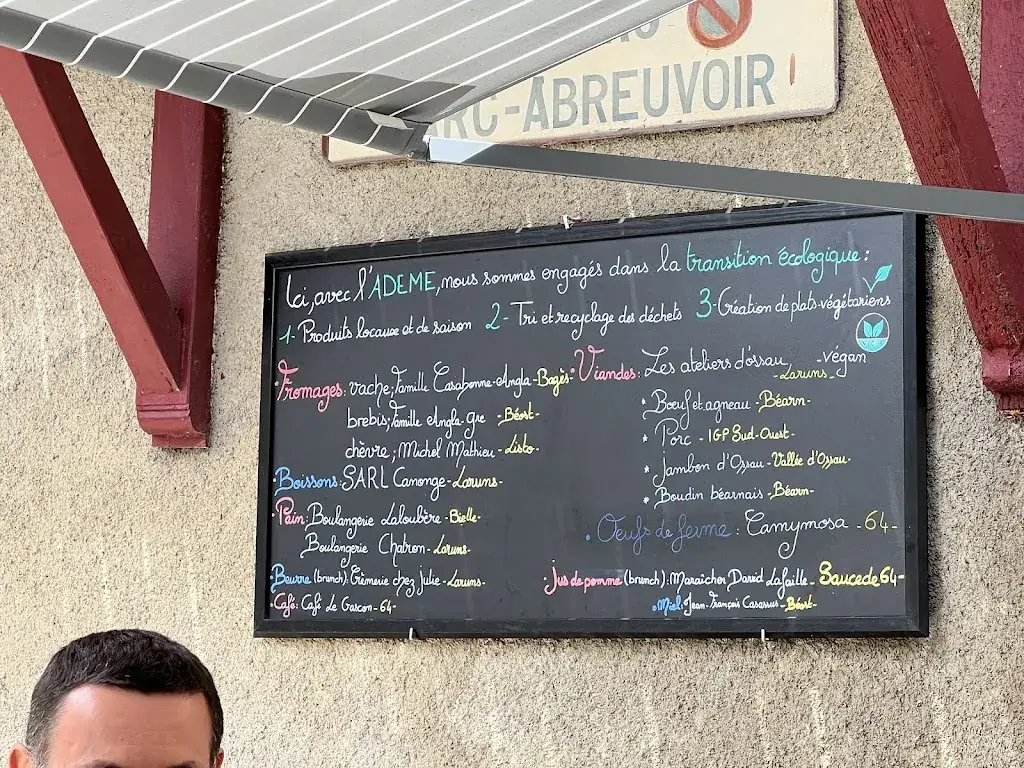 ARC-ABREUVOIR
Ici, avec l'ADEME, nous sommes engagés dans la transition écologique :
1- Produits locaux et de saison 2- Tri et recyclage des déchets 3- Création de plats végétariens
- végan
·Fromages: vache; famille Casabonne-Angla - Bages-
brebis; famille Angla gre - Béost -
chèvre; Michel Mathieu - Listo-
·Boissons: SARL Canonge - Laruns-
·Pain: Boulangerie Laloubère - Bielle-
Boulangerie Chatron - Laruns-
·Beurre (brunch): Crèmerie chez Julie - Laruns-
·Café: Café Le Gascon - 64-
·Viandes: Les ateliers d'ossau
- Laruns -
* Bœuf et agneau - Béarn-
* Porc - IGP Sud-Ouest-
* Jambon d'Ossau - Vallée d'Ossau-
* Boudin béarnais - Béarn-
· Oeufs de ferme : Camymosa - 64 -
·Jus de pomme (brunch): Maraîcher David Lafaille - Saucede 64-
·Miel: Jean-François Casassus - Béost-